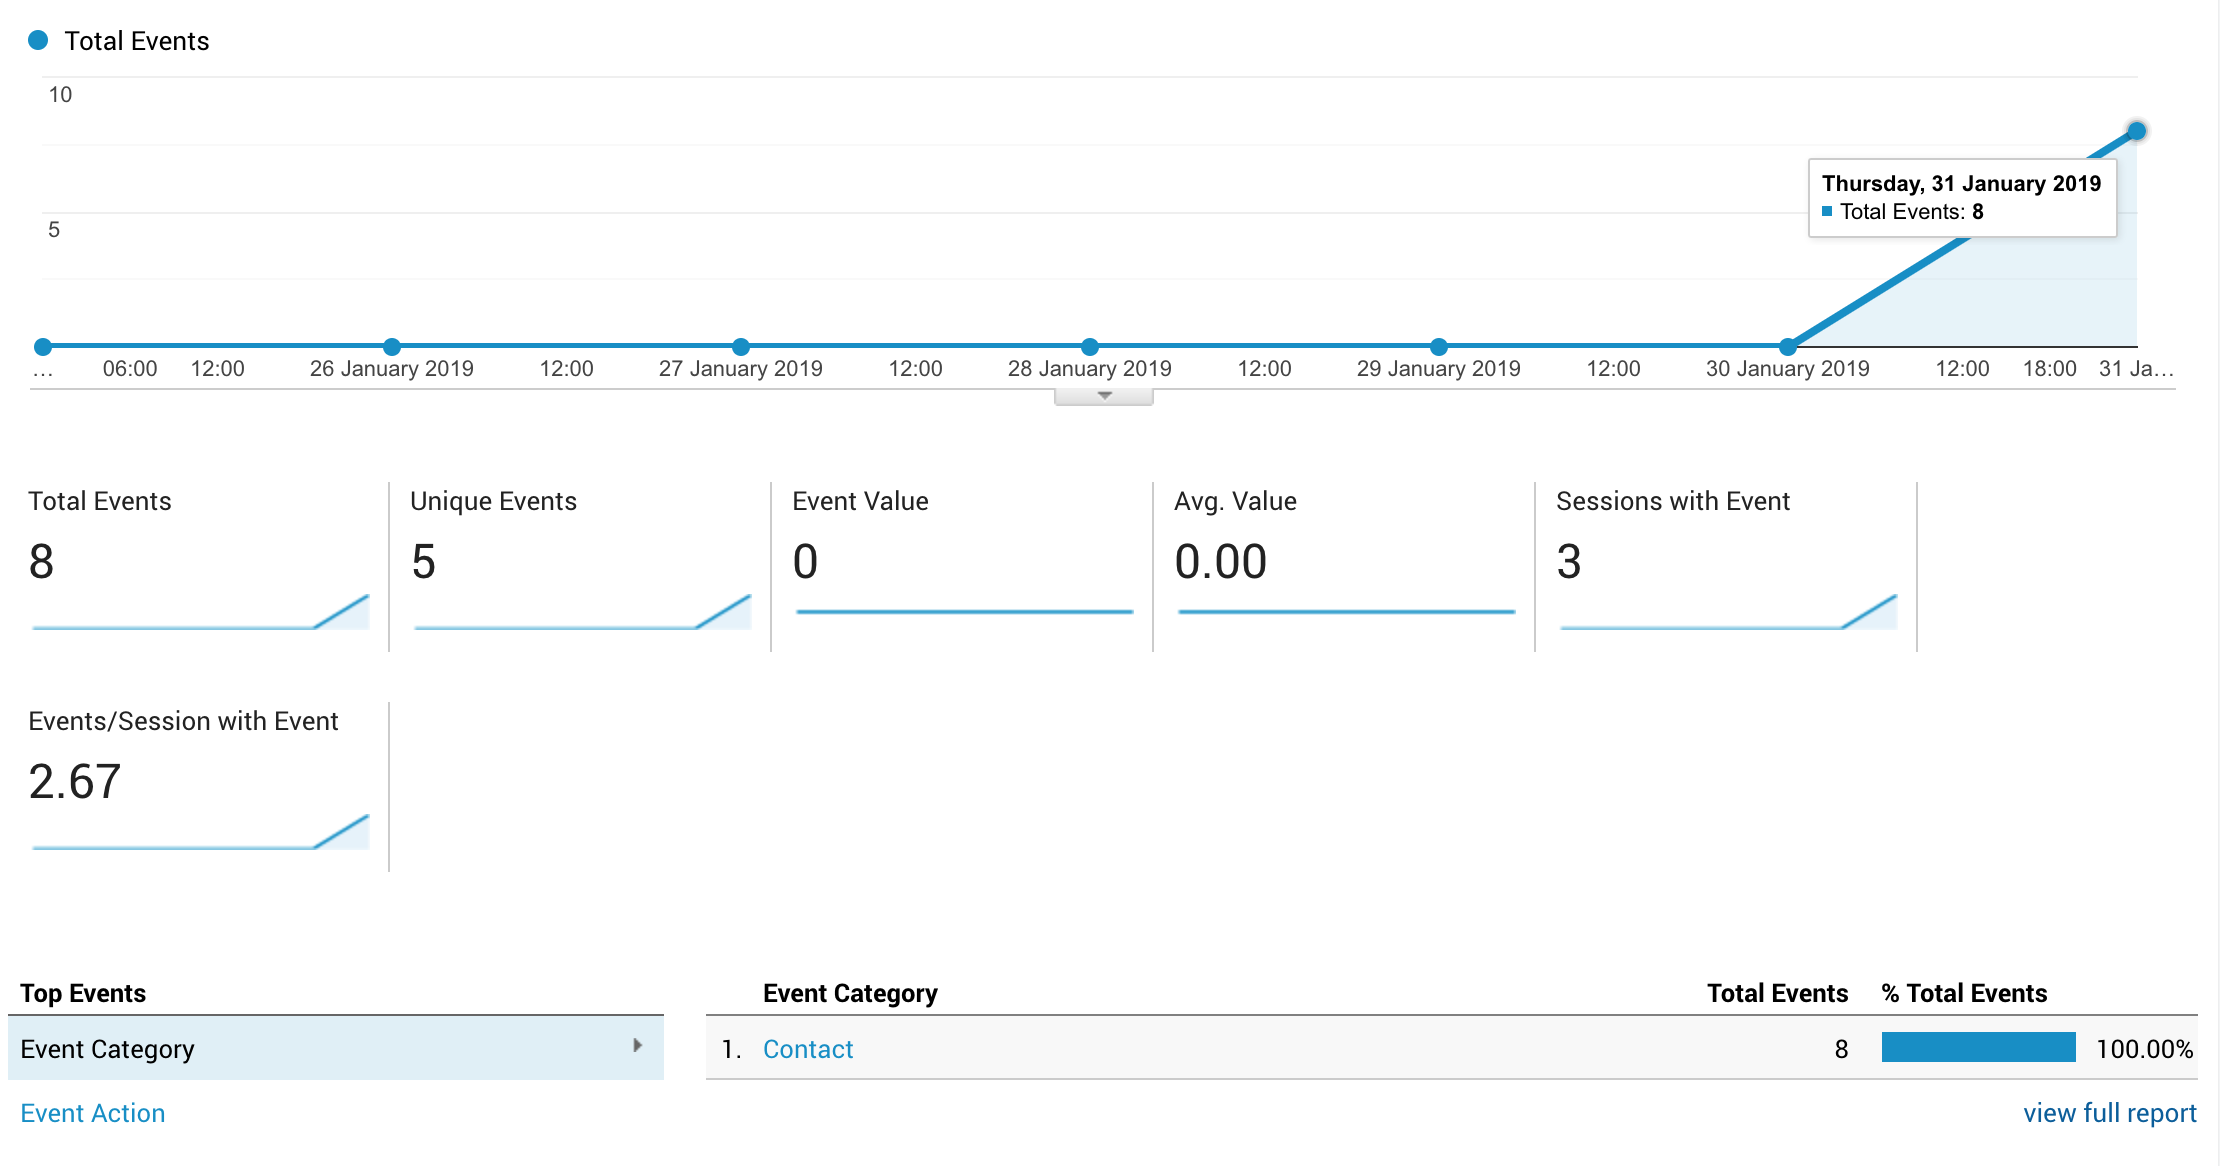 Total Events
10
5
Thursday, 31 January 2019
Total Events: 8
... 06:00 12:00 26 January 2019 12:00 27 January 2019 12:00 28 January 2019 12:00 29 January 2019 12:00 30 January 2019 12:00 18:00 31 Ja...
Total Events Unique Events Event Value Avg. Value Sessions with Event
8 5 0 0.00 3
Events/Session with Event
2.67
Top Events Event Category Total Events % Total Events
Event Category 1. Contact 8 100.00%
Event Action view full report